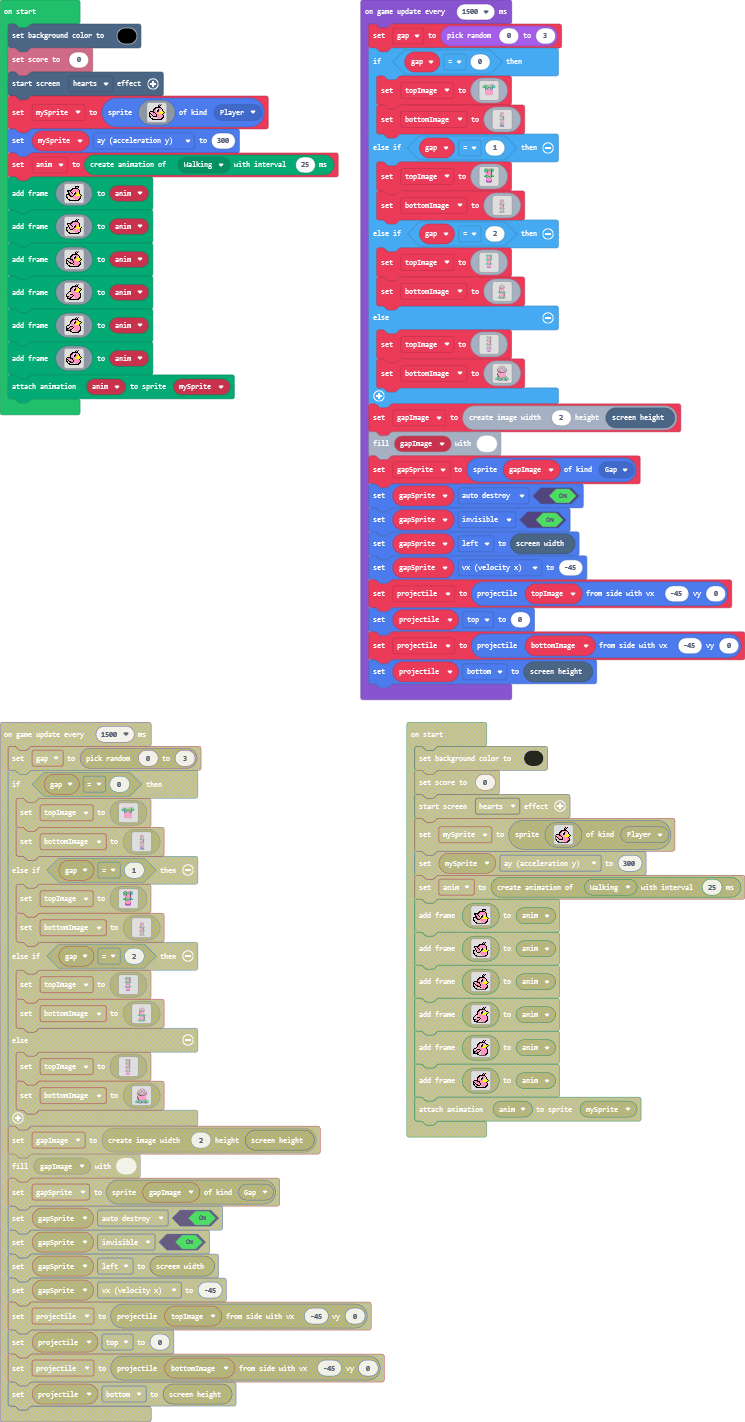 on start
set background color to
set score to 0
start screen hearts effect
set mySprite to sprite of kind Player
set mySprite ay (acceleration y) to 300
set anim to create animation of Walking with interval 25 ms
add frame to anim
add frame to anim
add frame to anim
add frame to anim
add frame to anim
add frame to anim
attach animation anim to sprite mySprite
on game update every 1500 ms
set gap to pick random 0 to 3
if gap = 0 then
set topImage to
set bottomImage to
else if gap = 1 then
set topImage to
set bottomImage to
else if gap = 2 then
set topImage to
set bottomImage to
else
set topImage to
set bottomImage to
set gapImage to create image width 2 height screen height
fill gapImage with
set gapSprite to sprite gapImage of kind Gap
set gapSprite auto destroy ON
set gapSprite invisible ON
set gapSprite left to screen width
set gapSprite vx (velocity x) to -45
set projectile to projectile topImage from side with vx -45 vy 0
set projectile top to 0
set projectile to projectile bottomImage from side with vx -45 vy 0
set projectile bottom to screen height
on game update every 1500 ms
set gap to pick random 0 to 3
if gap = 0 then
set topImage to
set bottomImage to
else if gap = 1 then
set topImage to
set bottomImage to
else if gap = 2 then
set topImage to
set bottomImage to
else
set topImage to
set bottomImage to
set gapImage to create image width 2 height screen height
fill gapImage with
set gapSprite to sprite gapImage of kind Gap
set gapSprite auto destroy ON
set gapSprite invisible ON
set gapSprite left to screen width
set gapSprite vx (velocity x) to -45
set projectile to projectile topImage from side with vx -45 vy 0
set projectile top to 0
set projectile to projectile bottomImage from side with vx -45 vy 0
set projectile bottom to screen height
on start
set background color to
set score to 0
start screen hearts effect
set mySprite to sprite of kind Player
set mySprite ay (acceleration y) to 300
set anim to create animation of Walking with interval 25 ms
add frame to anim
add frame to anim
add frame to anim
add frame to anim
add frame to anim
add frame to anim
attach animation anim to sprite mySprite